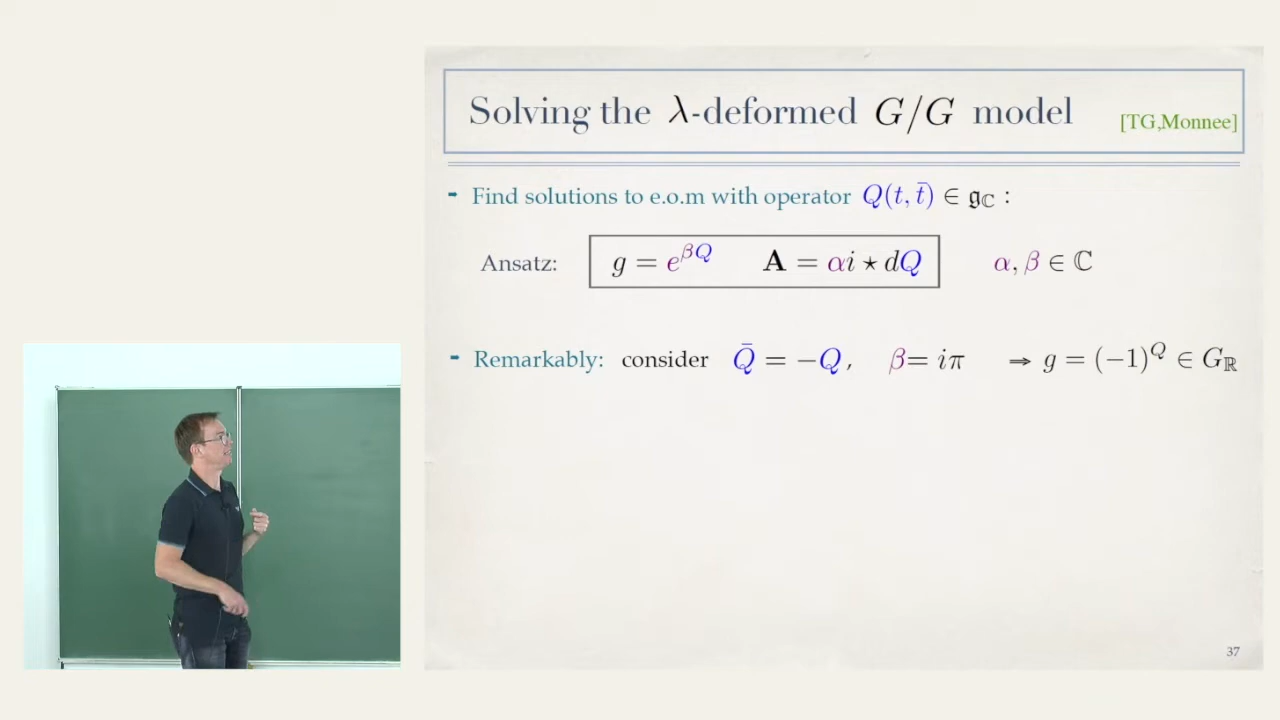 Solving the λ-deformed G/G model [TG,Monnee]
➨ Find solutions to e.o.m with operator Q(t, t̄) ∈ 𝔤_ℂ :
Ansatz: g = e^{βQ} A = αi ⋆ dQ α, β ∈ ℂ
➨ Remarkably: consider Q̄ = −Q, β = iπ ⇒ g = (−1)^Q ∈ G_ℝ
37